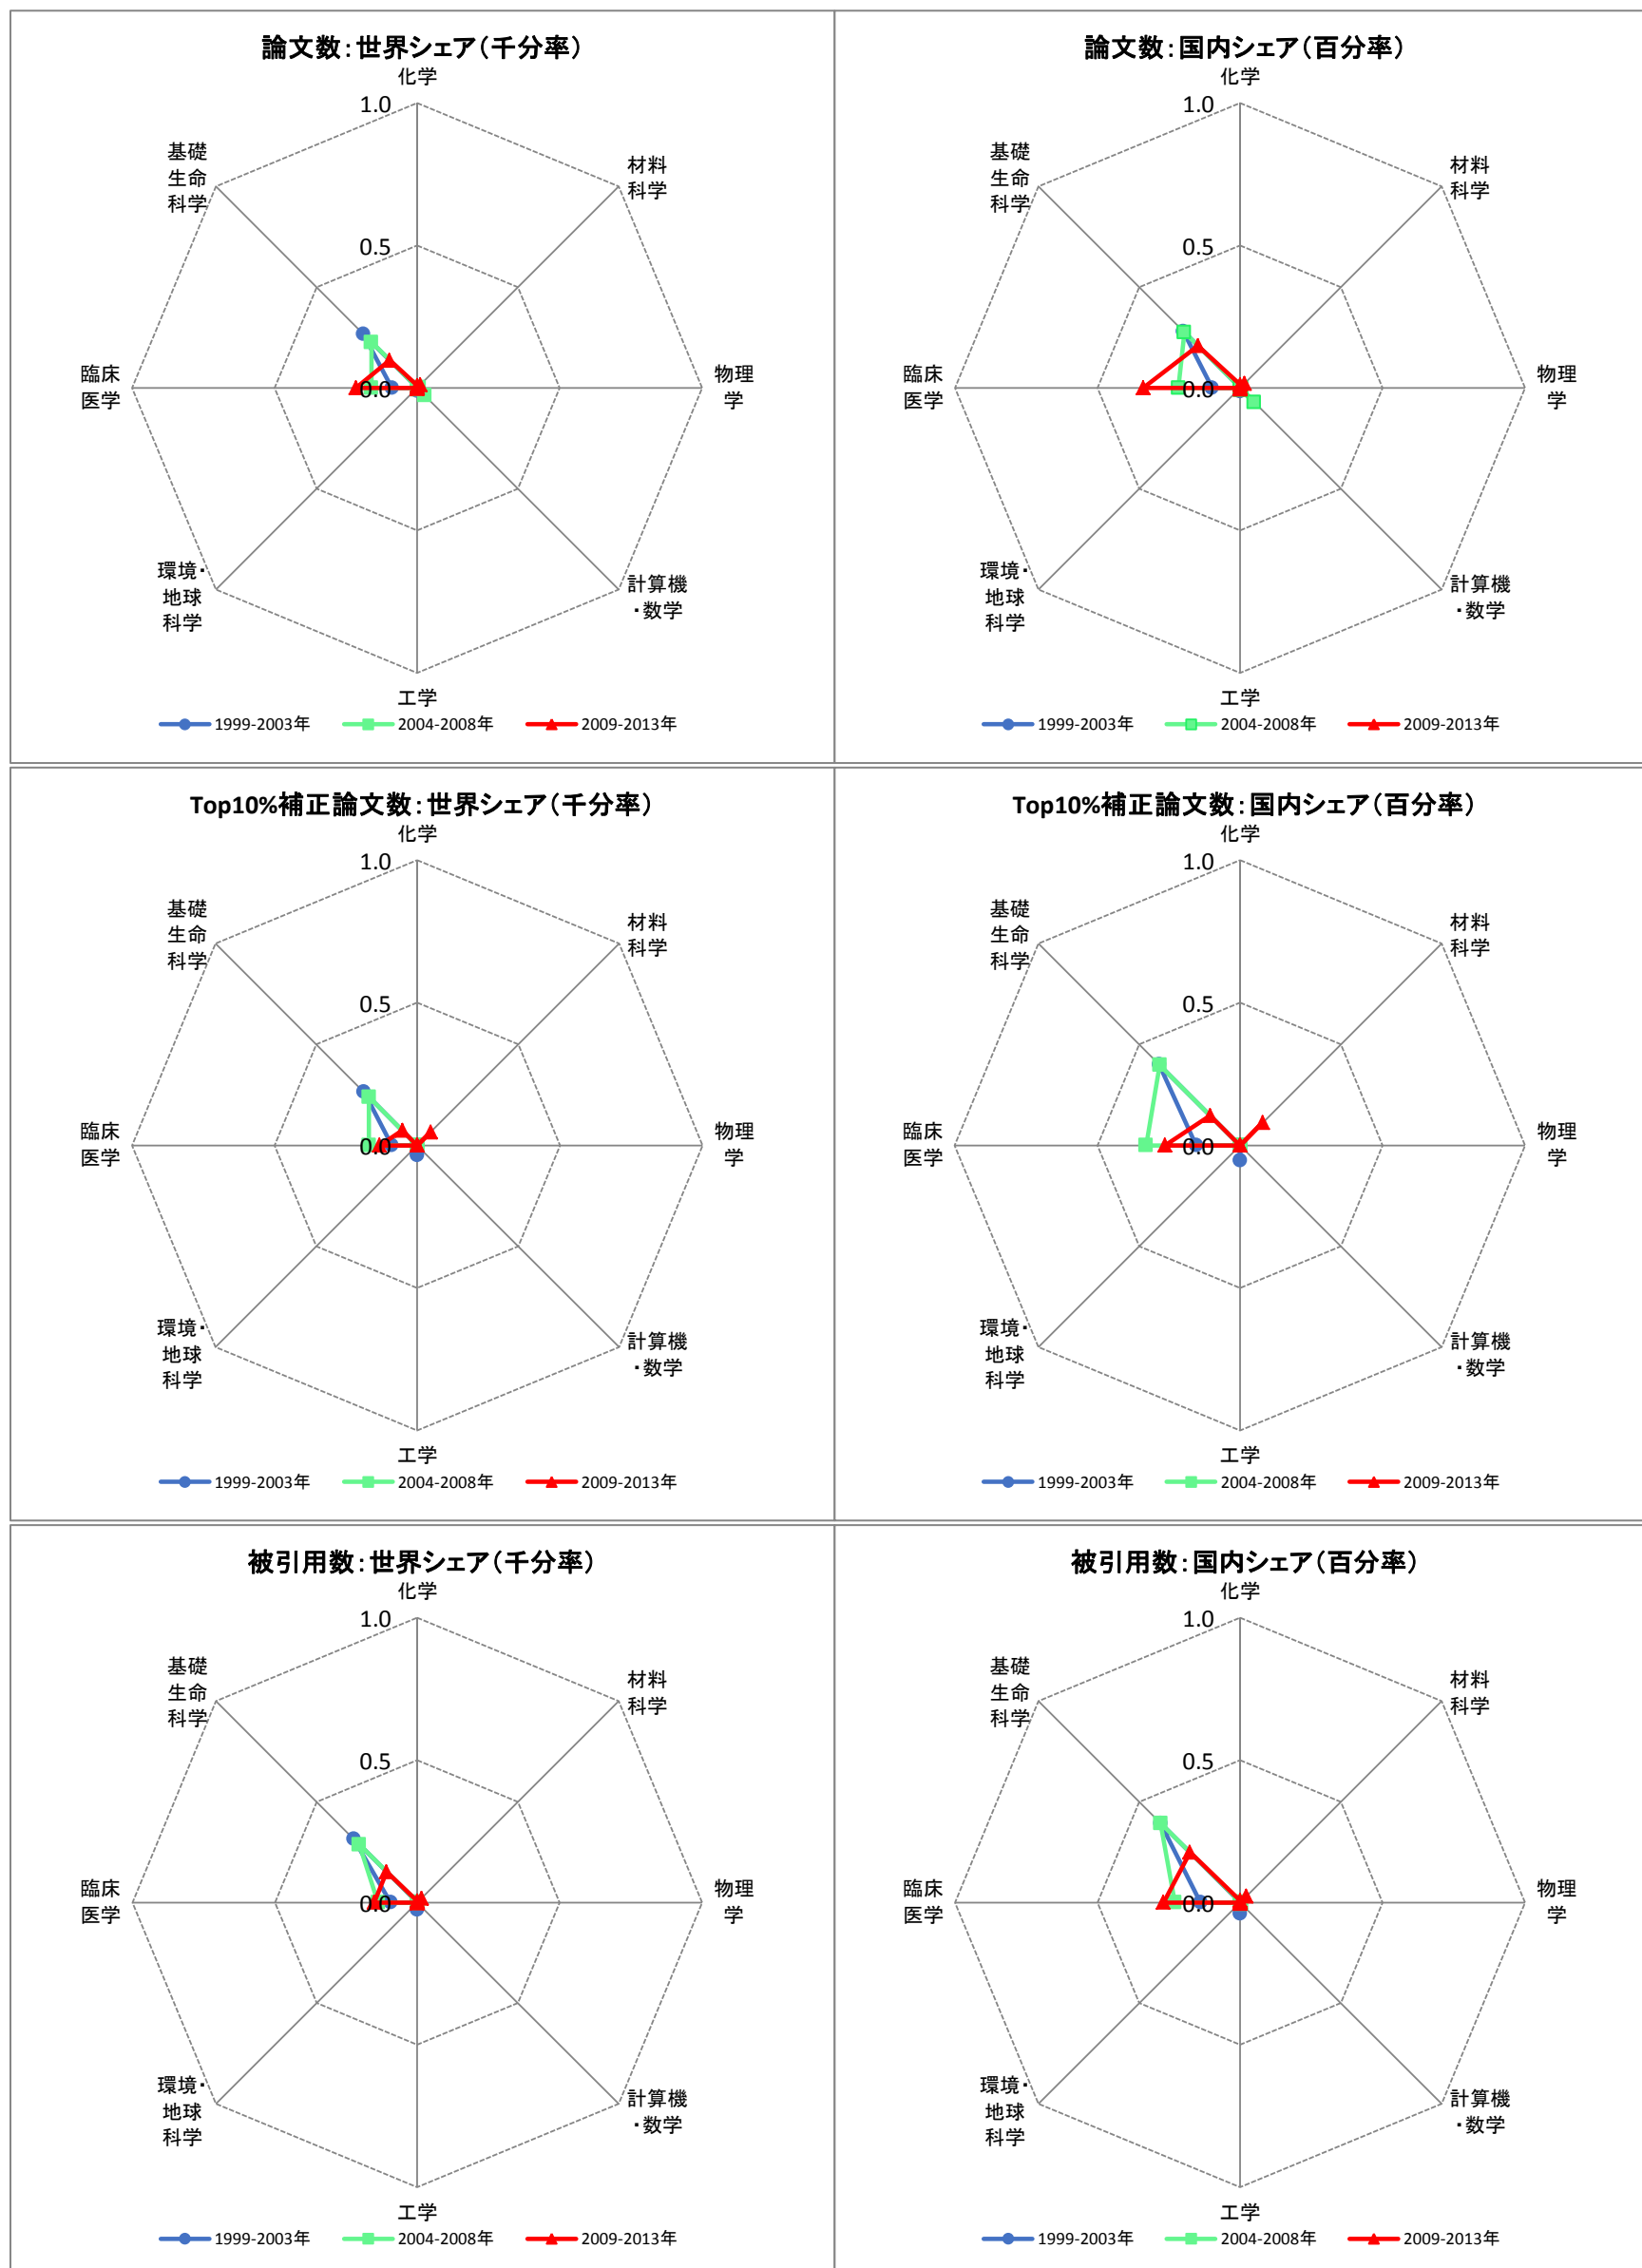 論文数：世界シェア（千分率）
化学
1.0
基礎
生命
科学
材料
科学
0.5
臨床
医学
0.0
物理
学
環境・
地球
科学
計算機
・数学
工学
1999-2003年 2004-2008年 2009-2013年
論文数：国内シェア（百分率）
化学
1.0
基礎
生命
科学
材料
科学
0.5
臨床
医学
0.0
物理
学
環境・
地球
科学
計算機
・数学
工学
1999-2003年 2004-2008年 2009-2013年
Top10%補正論文数：世界シェア（千分率）
化学
1.0
基礎
生命
科学
材料
科学
0.5
臨床
医学
0.0
物理
学
環境・
地球
科学
計算機
・数学
工学
1999-2003年 2004-2008年 2009-2013年
Top10%補正論文数：国内シェア（百分率）
化学
1.0
基礎
生命
科学
材料
科学
0.5
臨床
医学
0.0
物理
学
環境・
地球
科学
計算機
・数学
工学
1999-2003年 2004-2008年 2009-2013年
被引用数：世界シェア（千分率）
化学
1.0
基礎
生命
科学
材料
科学
0.5
臨床
医学
0.0
物理
学
環境・
地球
科学
計算機
・数学
工学
1999-2003年 2004-2008年 2009-2013年
被引用数：国内シェア（百分率）
化学
1.0
基礎
生命
科学
材料
科学
0.5
臨床
医学
0.0
物理
学
環境・
地球
科学
計算機
・数学
工学
1999-2003年 2004-2008年 2009-2013年